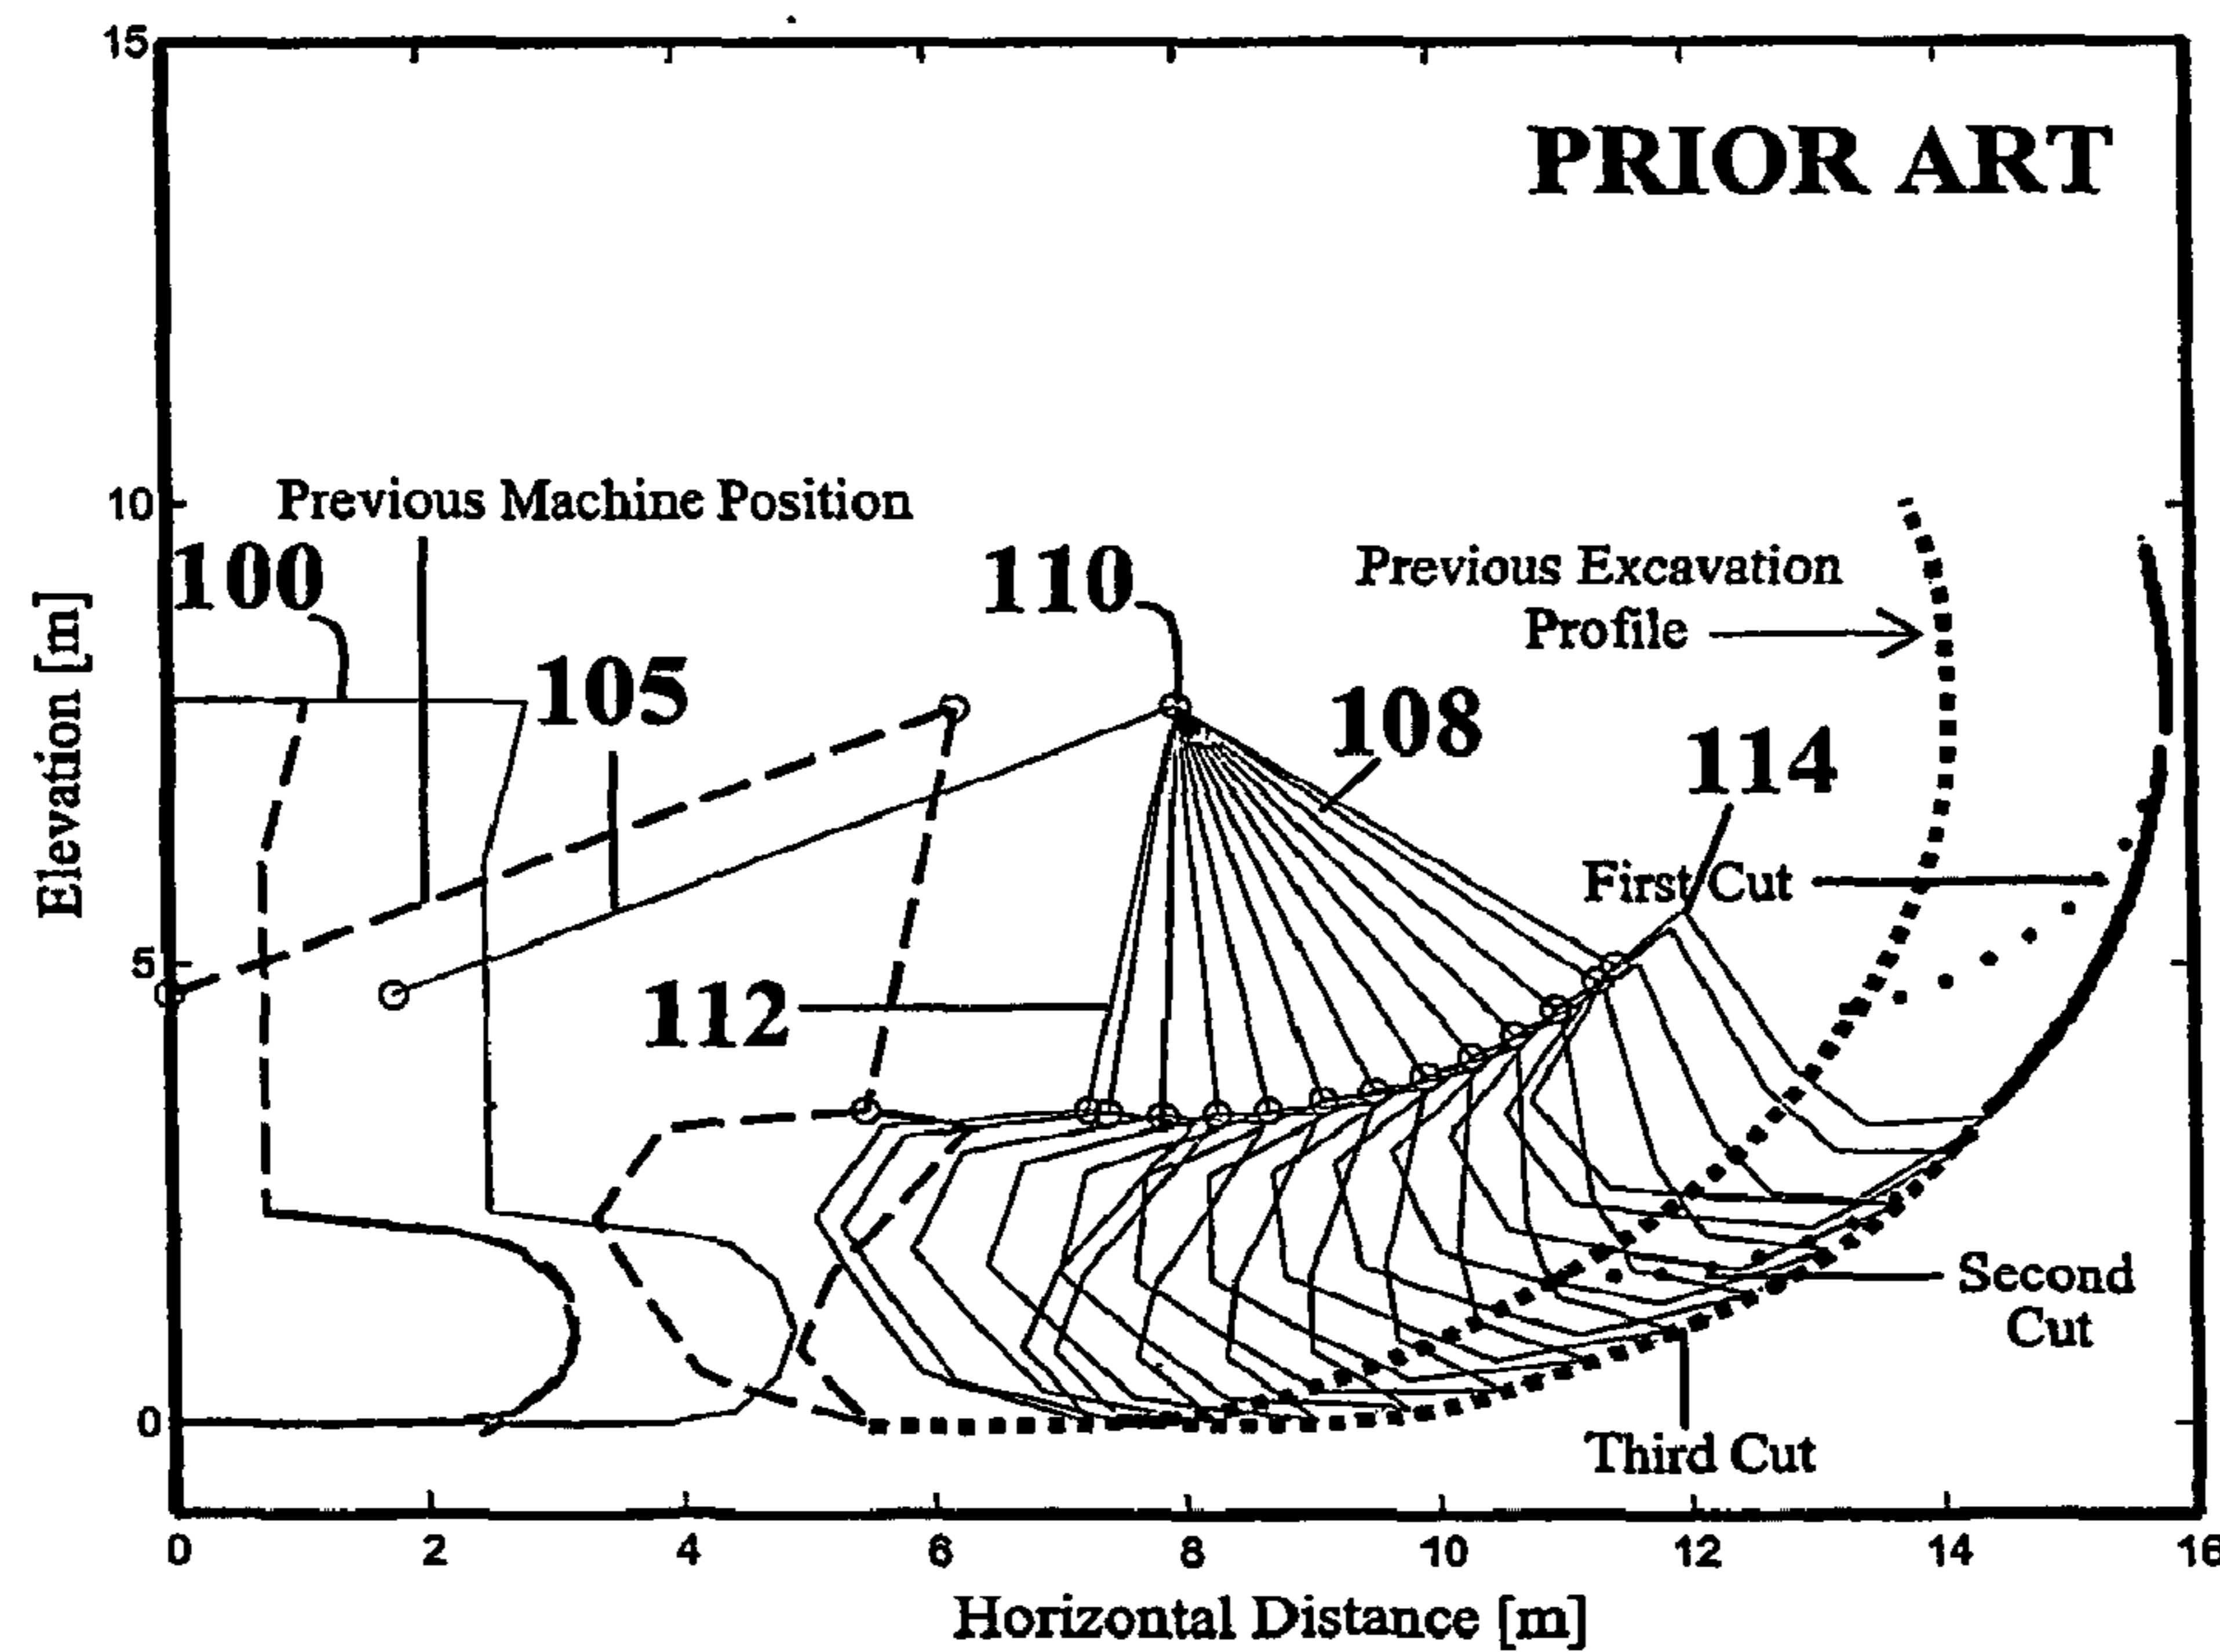 15
PRIOR ART
10
Previous Machine Position
100
110
Previous Excavation
Profile
105
108
114
First Cut
Elevation [m]
5
112
Second
Cut
0
Third Cut
0 2 4 6 8 10 12 14 16
Horizontal Distance [m]